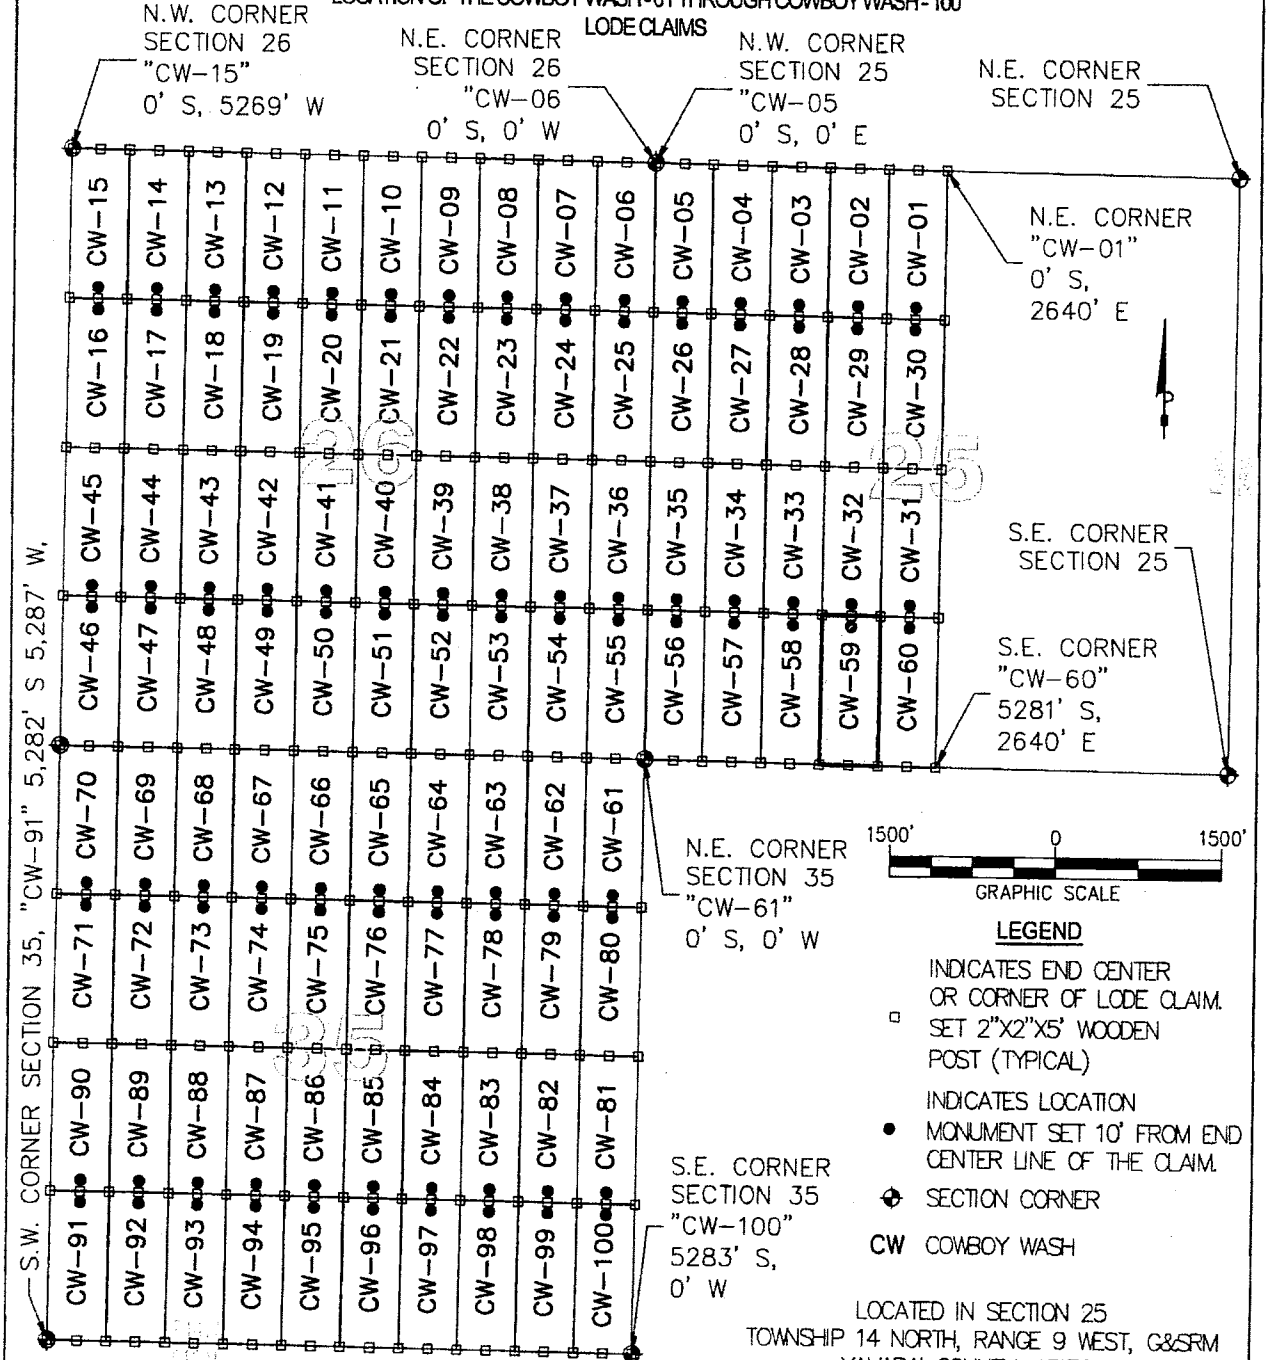 LOCATION OF THE COWBOY WASH-01 THROUGH COWBOY WASH-100
LODE CLAIMS
N.W. CORNER
SECTION 26
"CW-15"
0' S, 5269' W
N.E. CORNER
SECTION 26
"CW-06
0' S, 0' W
N.W. CORNER
SECTION 25
"CW-05
0' S, 0' E
N.E. CORNER
SECTION 25
CW-15 CW-14 CW-13 CW-12 CW-11 CW-10 CW-09 CW-08 CW-07 CW-06 CW-05 CW-04 CW-03 CW-02 CW-01
N.E. CORNER
"CW-01"
0' S,
2640' E
CW-16 CW-17 CW-18 CW-19 CW-20 CW-21 CW-22 CW-23 CW-24 CW-25 CW-26 CW-27 CW-28 CW-29 CW-30
26
25
CW-45 CW-44 CW-43 CW-42 CW-41 CW-40 CW-39 CW-38 CW-37 CW-36 CW-35 CW-34 CW-33 CW-32 CW-31
S.E. CORNER
SECTION 25
CW-46 CW-47 CW-48 CW-49 CW-50 CW-51 CW-52 CW-53 CW-54 CW-55 CW-56 CW-57 CW-58 CW-59 CW-60
S.E. CORNER
"CW-60"
5281' S,
2640' E
CW-70 CW-69 CW-68 CW-67 CW-66 CW-65 CW-64 CW-63 CW-62 CW-61
N.E. CORNER
SECTION 35
"CW-61"
0' S, 0' W
CW-71 CW-72 CW-73 CW-74 CW-75 CW-76 CW-77 CW-78 CW-79 CW-80
35
CW-90 CW-89 CW-88 CW-87 CW-86 CW-85 CW-84 CW-83 CW-82 CW-81
CW-91 CW-92 CW-93 CW-94 CW-95 CW-96 CW-97 CW-98 CW-99 CW-100
S.E. CORNER
SECTION 35
"CW-100"
5283' S,
0' W
S.W. CORNER SECTION 35, "CW-91" 5,282' S 5,287' W,
1500' 0 1500'
GRAPHIC SCALE
LEGEND
INDICATES END CENTER
OR CORNER OF LODE CLAIM.
SET 2"X2"X5' WOODEN
POST (TYPICAL)
INDICATES LOCATION
MONUMENT SET 10' FROM END
CENTER LINE OF THE CLAIM.
SECTION CORNER
CW COWBOY WASH
LOCATED IN SECTION 25
TOWNSHIP 14 NORTH, RANGE 9 WEST, G&SRM